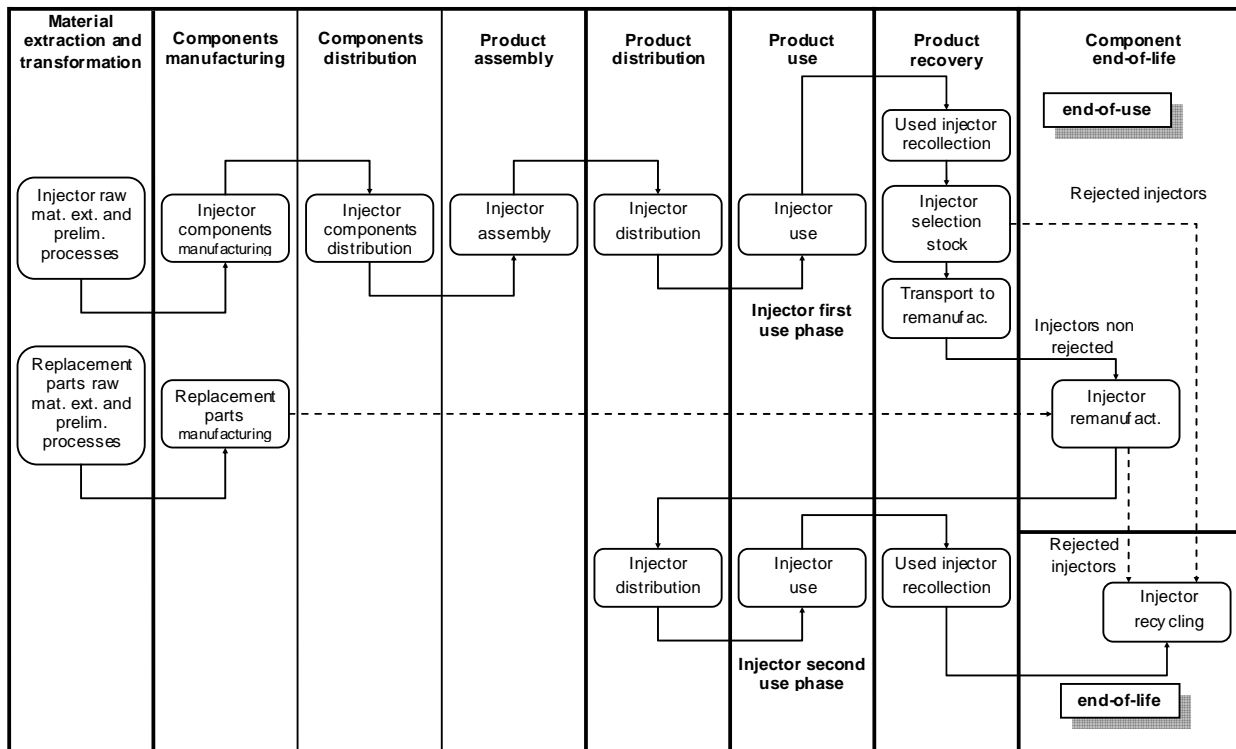 Material
extraction and
transformation
Components
manufacturing
Components
distribution
Product
assembly
Product
distribution
Product
use
Product
recovery
Component
end-of-life
end-of-use
Used injector
recollection
Injector raw
mat. ext. and
prelim.
processes
Injector
components
manufacturing
Injector
components
distribution
Injector
assembly
Injector
distribution
Injector
use
Injector
selection
stock
Rejected injectors
Injector first
use phase
Transport to
remanufac.
Injectors non
rejected
Replacement
parts raw
mat. ext. and
prelim.
processes
Replacement
parts
manufacturing
Injector
remanufact.
Injector
distribution
Injector
use
Used injector
recollection
Rejected
injectors
Injector
recycling
Injector second
use phase
end-of-life